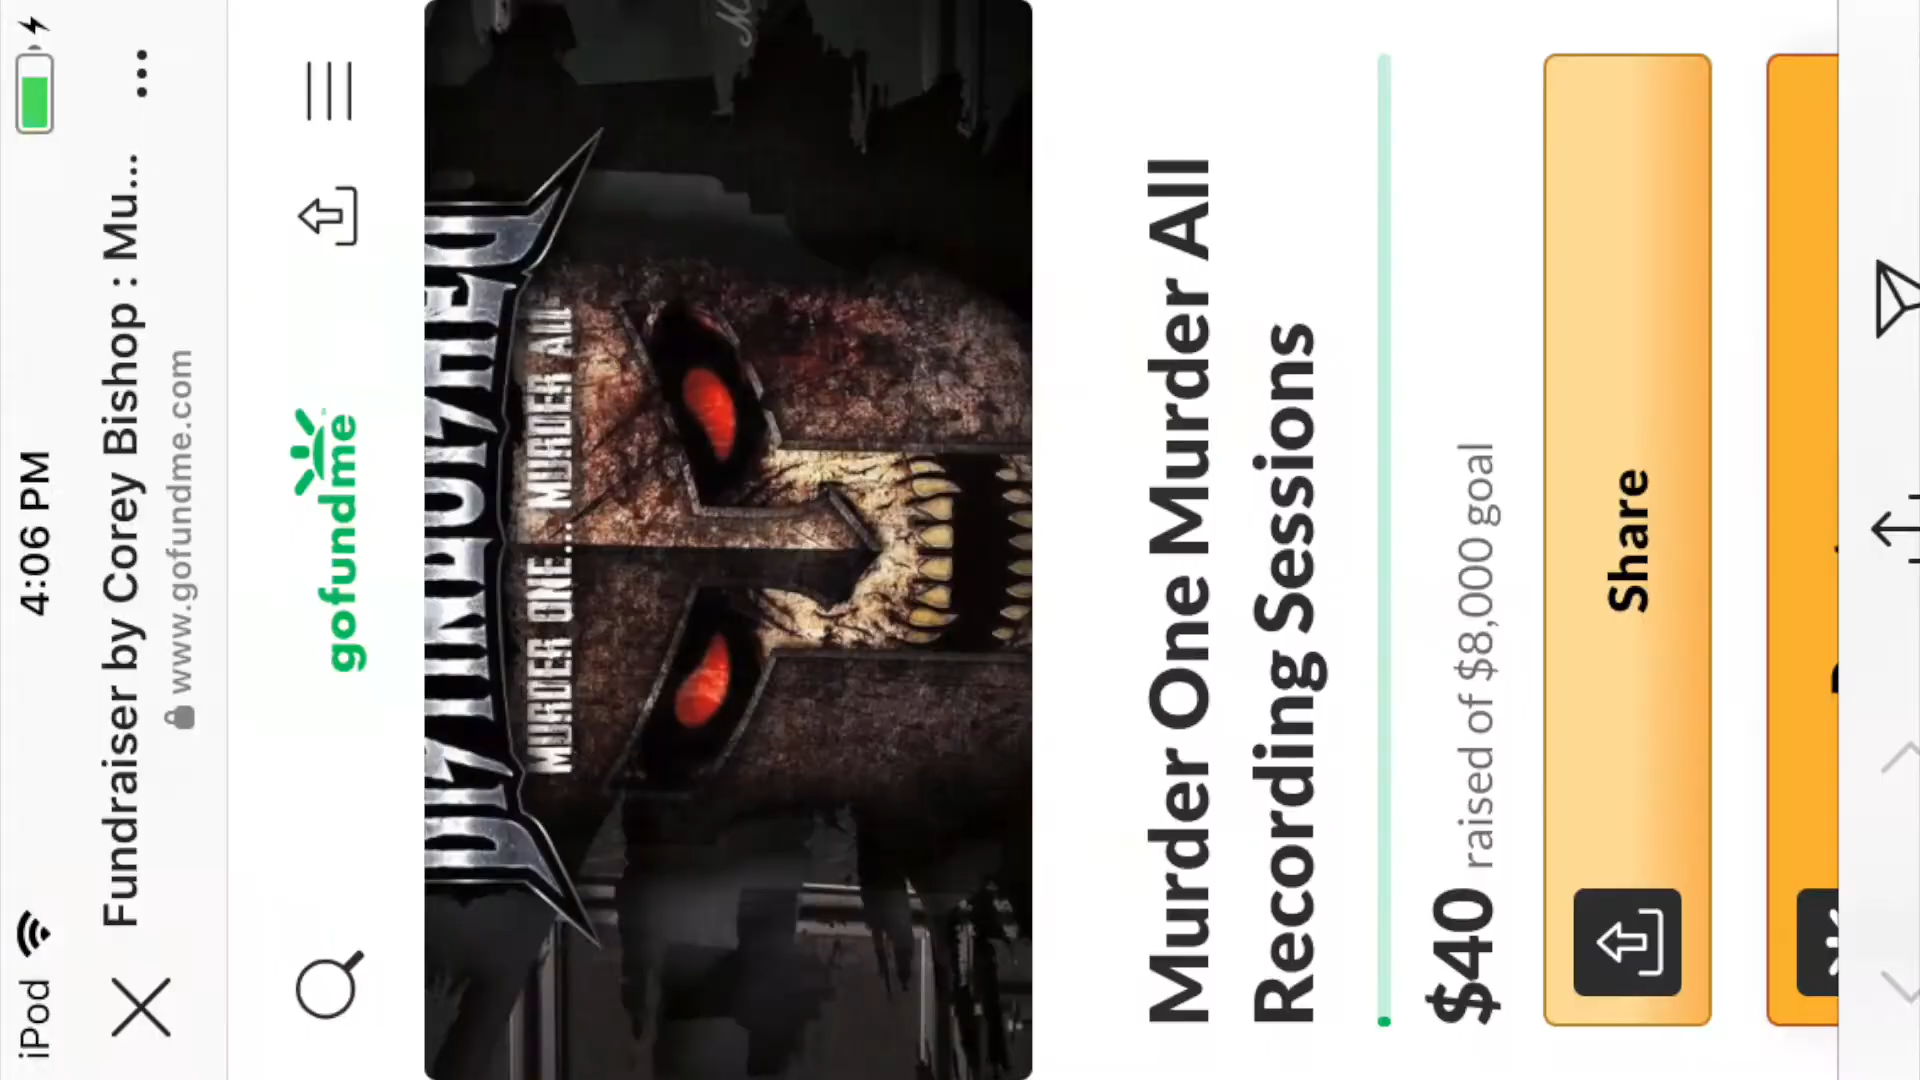 iPod
4:06 PM
Fundraiser by Corey Bishop : Mu...
www.gofundme.com
gofundme
MURDER ONE... MURDER ALL
Murder One Murder All
Recording Sessions
$40 raised of $8,000 goal
Share